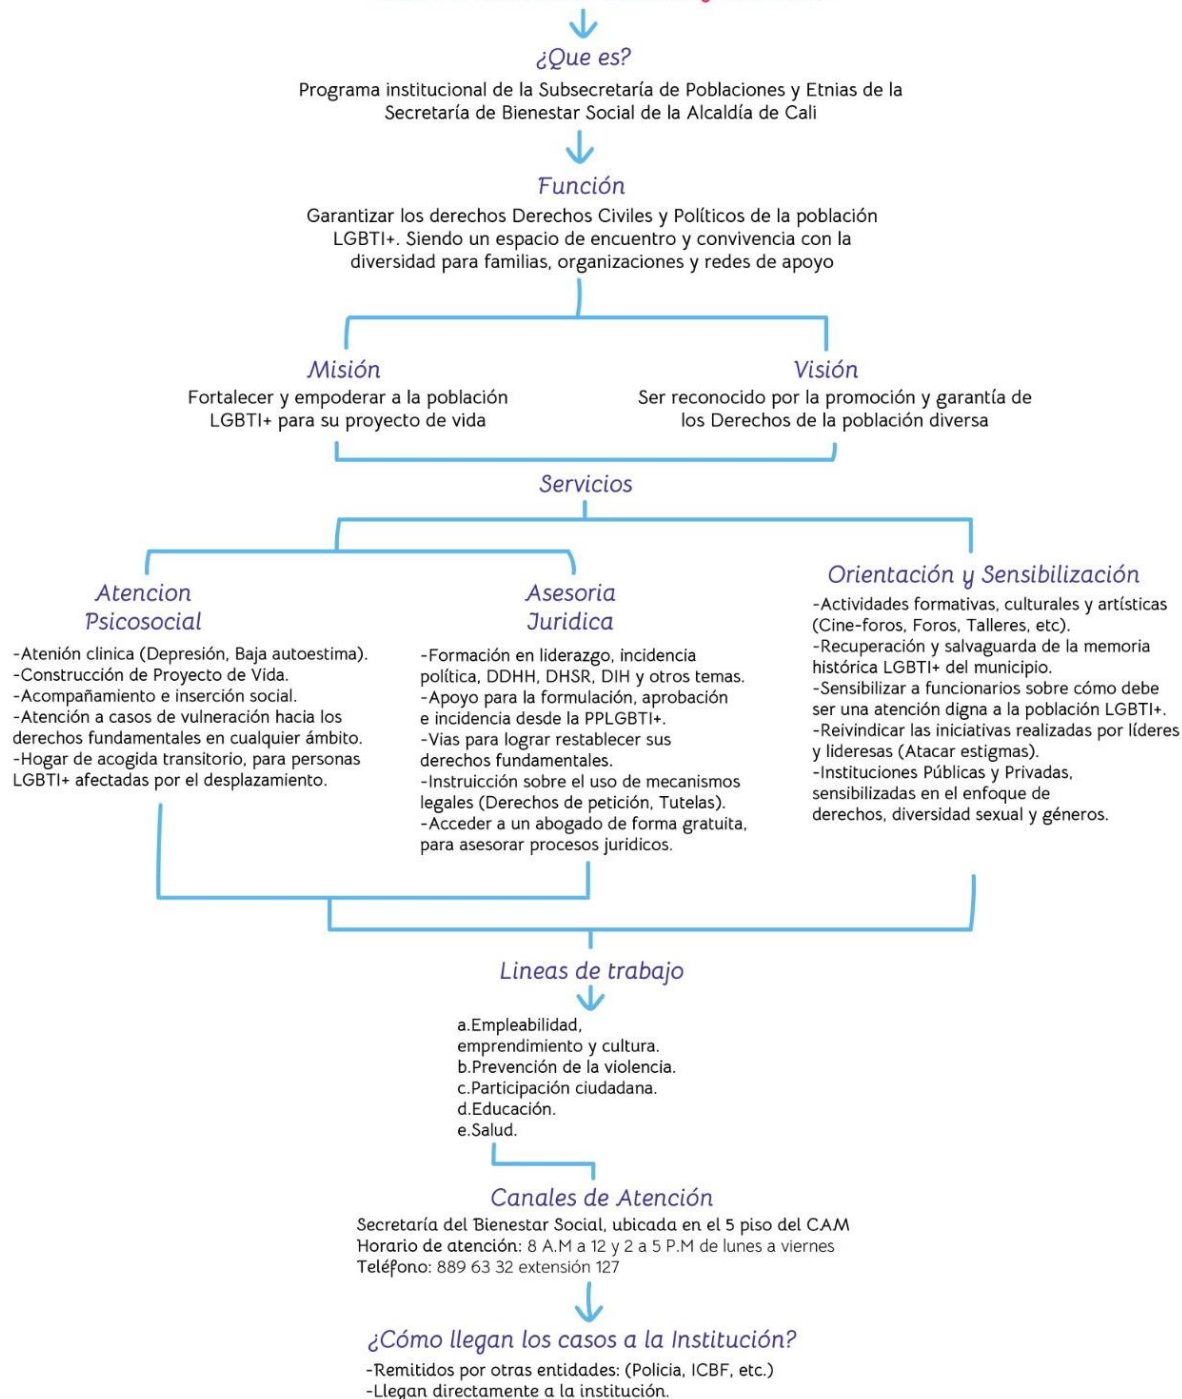 ¿Que es?
Programa institucional de la Subsecretaría de Poblaciones y Etnias de la
Secretaría de Bienestar Social de la Alcaldía de Cali
Función
Garantizar los derechos Derechos Civiles y Políticos de la población
LGBTI+. Siendo un espacio de encuentro y convivencia con la
diversidad para familias, organizaciones y redes de apoyo
Misión
Fortalecer y empoderar a la población
LGBTI+ para su proyecto de vida
Visión
Ser reconocido por la promoción y garantía de
los Derechos de la población diversa
Servicios
Atencion
Psicosocial
-Atenión clinica (Depresión, Baja autoestima).
-Construcción de Proyecto de Vida.
-Acompañamiento e inserción social.
-Atención a casos de vulneración hacia los
derechos fundamentales en cualquier ámbito.
-Hogar de acogida transitorio, para personas
LGBTI+ afectadas por el desplazamiento.
Asesoria
Juridica
-Formación en liderazgo, incidencia
política, DDHH, DHSR, DIH y otros temas.
-Apoyo para la formulación, aprobación
e incidencia desde la PPLGBTI+.
-Vias para lograr restablecer sus
derechos fundamentales.
-Instruicción sobre el uso de mecanismos
legales (Derechos de petición, Tutelas).
-Acceder a un abogado de forma gratuita,
para asesorar procesos juridicos.
Orientación y Sensibilización
-Actividades formativas, culturales y artísticas
(Cine-foros, Foros, Talleres, etc).
-Recuperación y salvaguarda de la memoria
histórica LGBTI+ del municipio.
-Sensibilizar a funcionarios sobre cómo debe
ser una atención digna a la población LGBTI+.
-Reivindicar las iniciativas realizadas por líderes
y lideresas (Atacar estigmas).
-Instituciones Públicas y Privadas,
sensibilizadas en el enfoque de
derechos, diversidad sexual y géneros.
Lineas de trabajo
a.Empleabilidad,
emprendimiento y cultura.
b.Prevención de la violencia.
c.Participación ciudadana.
d.Educación.
e.Salud.
Canales de Atención
Secretaría del Bienestar Social, ubicada en el 5 piso del CAM
Horario de atención: 8 A.M a 12 y 2 a 5 P.M de lunes a viernes
Teléfono: 889 63 32 extensión 127
¿Cómo llegan los casos a la Institución?
-Remitidos por otras entidades: (Policia, ICBF, etc.)
-Llegan directamente a la institución.